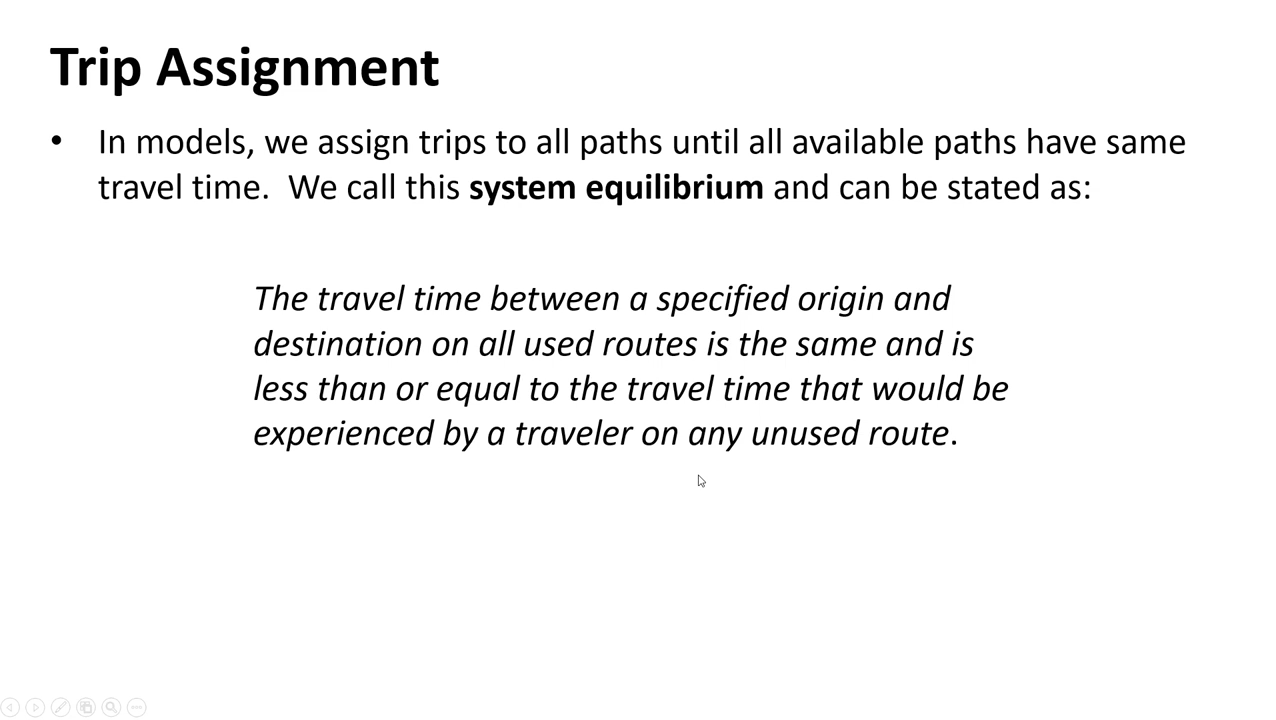 Trip Assignment
• In models, we assign trips to all paths until all available paths have same
travel time.  We call this system equilibrium and can be stated as:
The travel time between a specified origin and
destination on all used routes is the same and is
less than or equal to the travel time that would be
experienced by a traveler on any unused route.